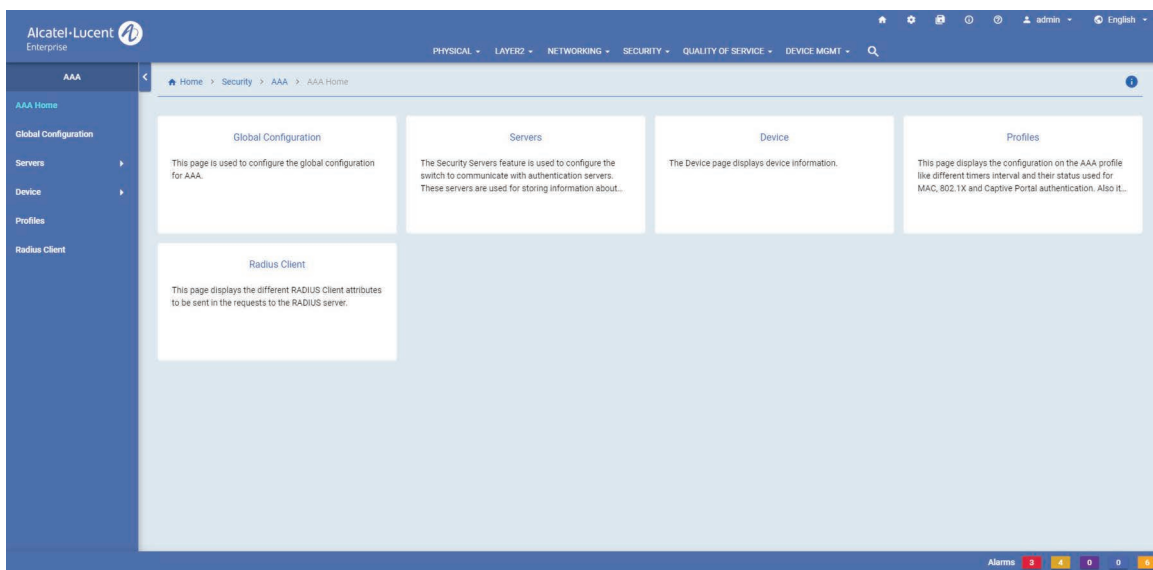 Alcatel·Lucent
Enterprise
admin
English
PHYSICAL
LAYER2
NETWORKING
SECURITY
QUALITY OF SERVICE
DEVICE MGMT
AAA
Home > Security > AAA > AAA Home
AAA Home
Global Configuration
Servers
Device
Profiles
Radius Client
Global Configuration
This page is used to configure the global configuration
for AAA.
Servers
The Security Servers feature is used to configure the
switch to communicate with authentication servers.
These servers are used for storing information about...
Device
The Device page displays device information.
Profiles
This page displays the configuration on the AAA profile
like different timers interval and their status used for
MAC, 802.1X and Captive Portal authentication. Also it...
Radius Client
This page displays the different RADIUS Client attributes
to be sent in the requests to the RADIUS server.
Alarms 3 4 0 0 6